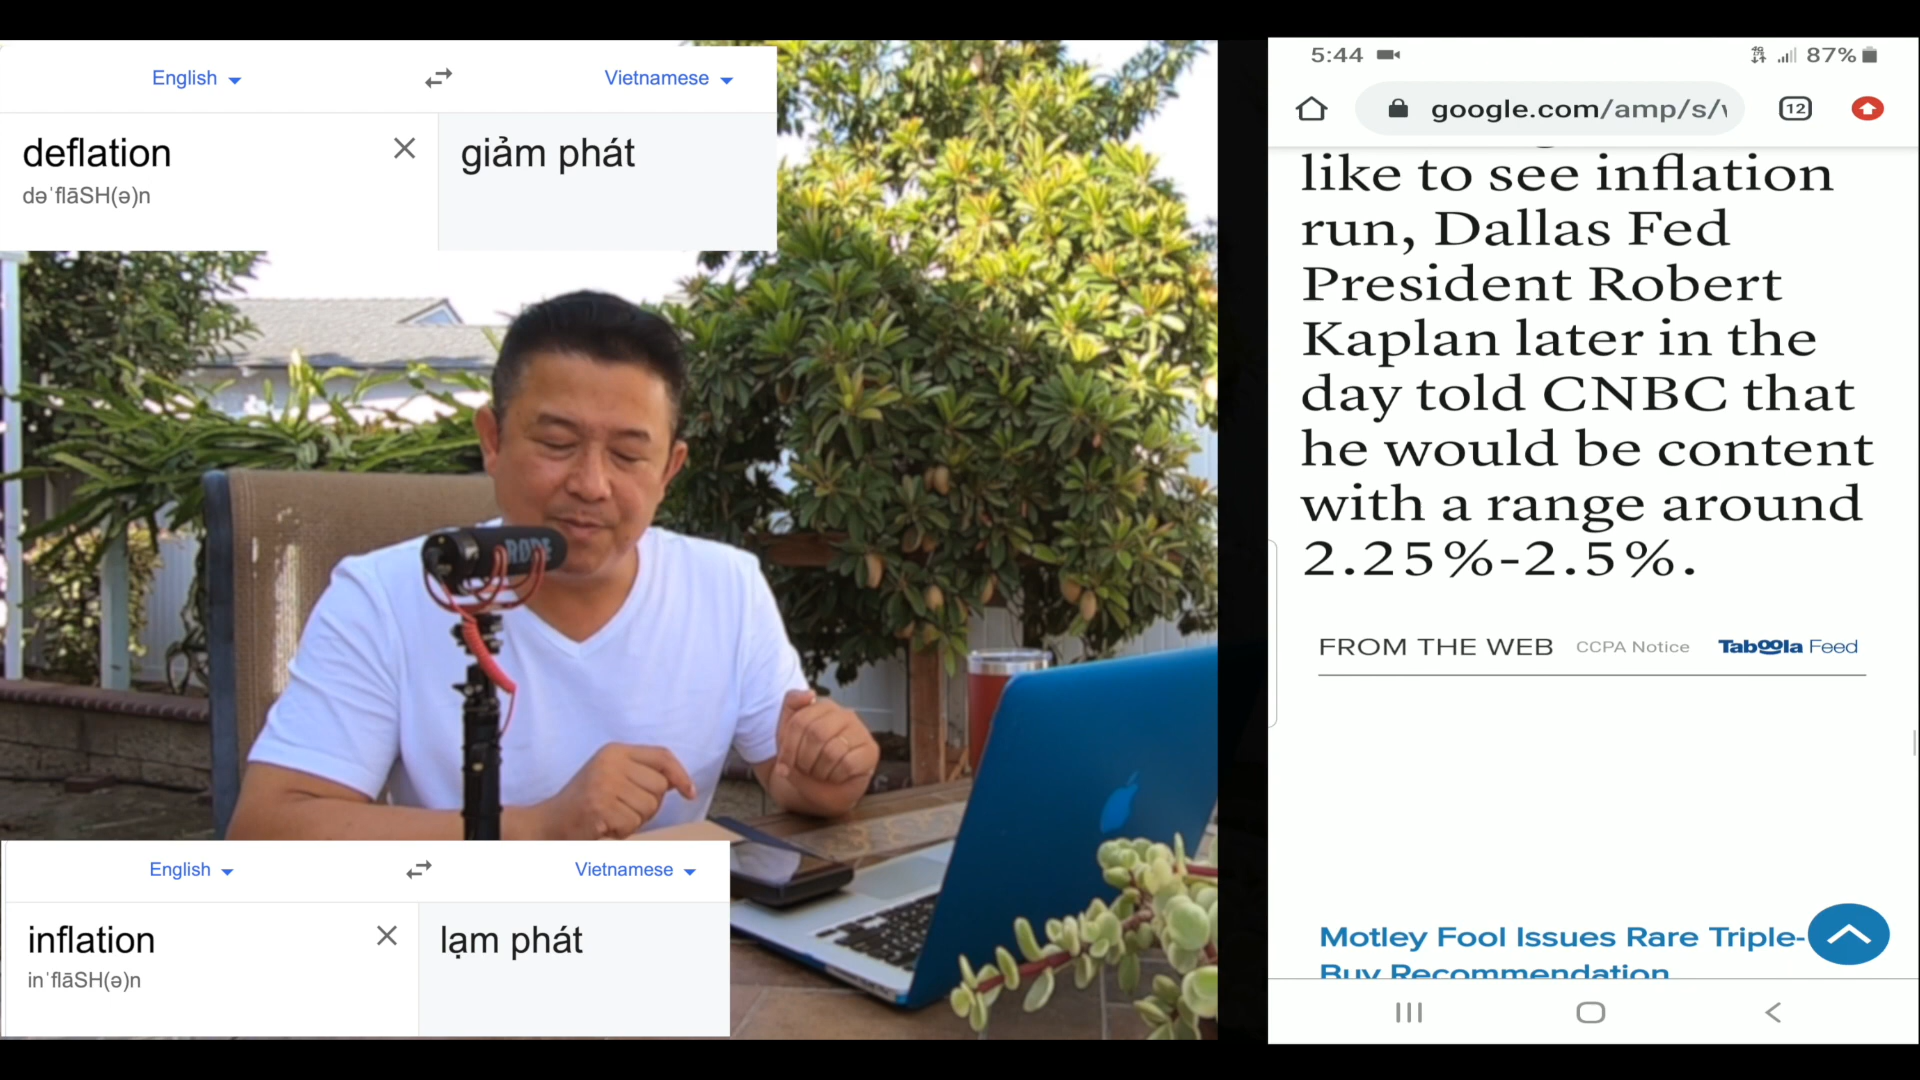 English
Vietnamese
deflation
dəˈflāSH(ə)n
giảm phát
RØDE
English
Vietnamese
inflation
inˈflāSH(ə)n
lạm phát
5:44
87%
google.com/amp/s/
12
like to see inflation
run, Dallas Fed
President Robert
Kaplan later in the
day told CNBC that
he would be content
with a range around
2.25%-2.5%.
FROM THE WEB
CCPA Notice
Taboola Feed
Motley Fool Issues Rare Triple-
Buy Recommendation